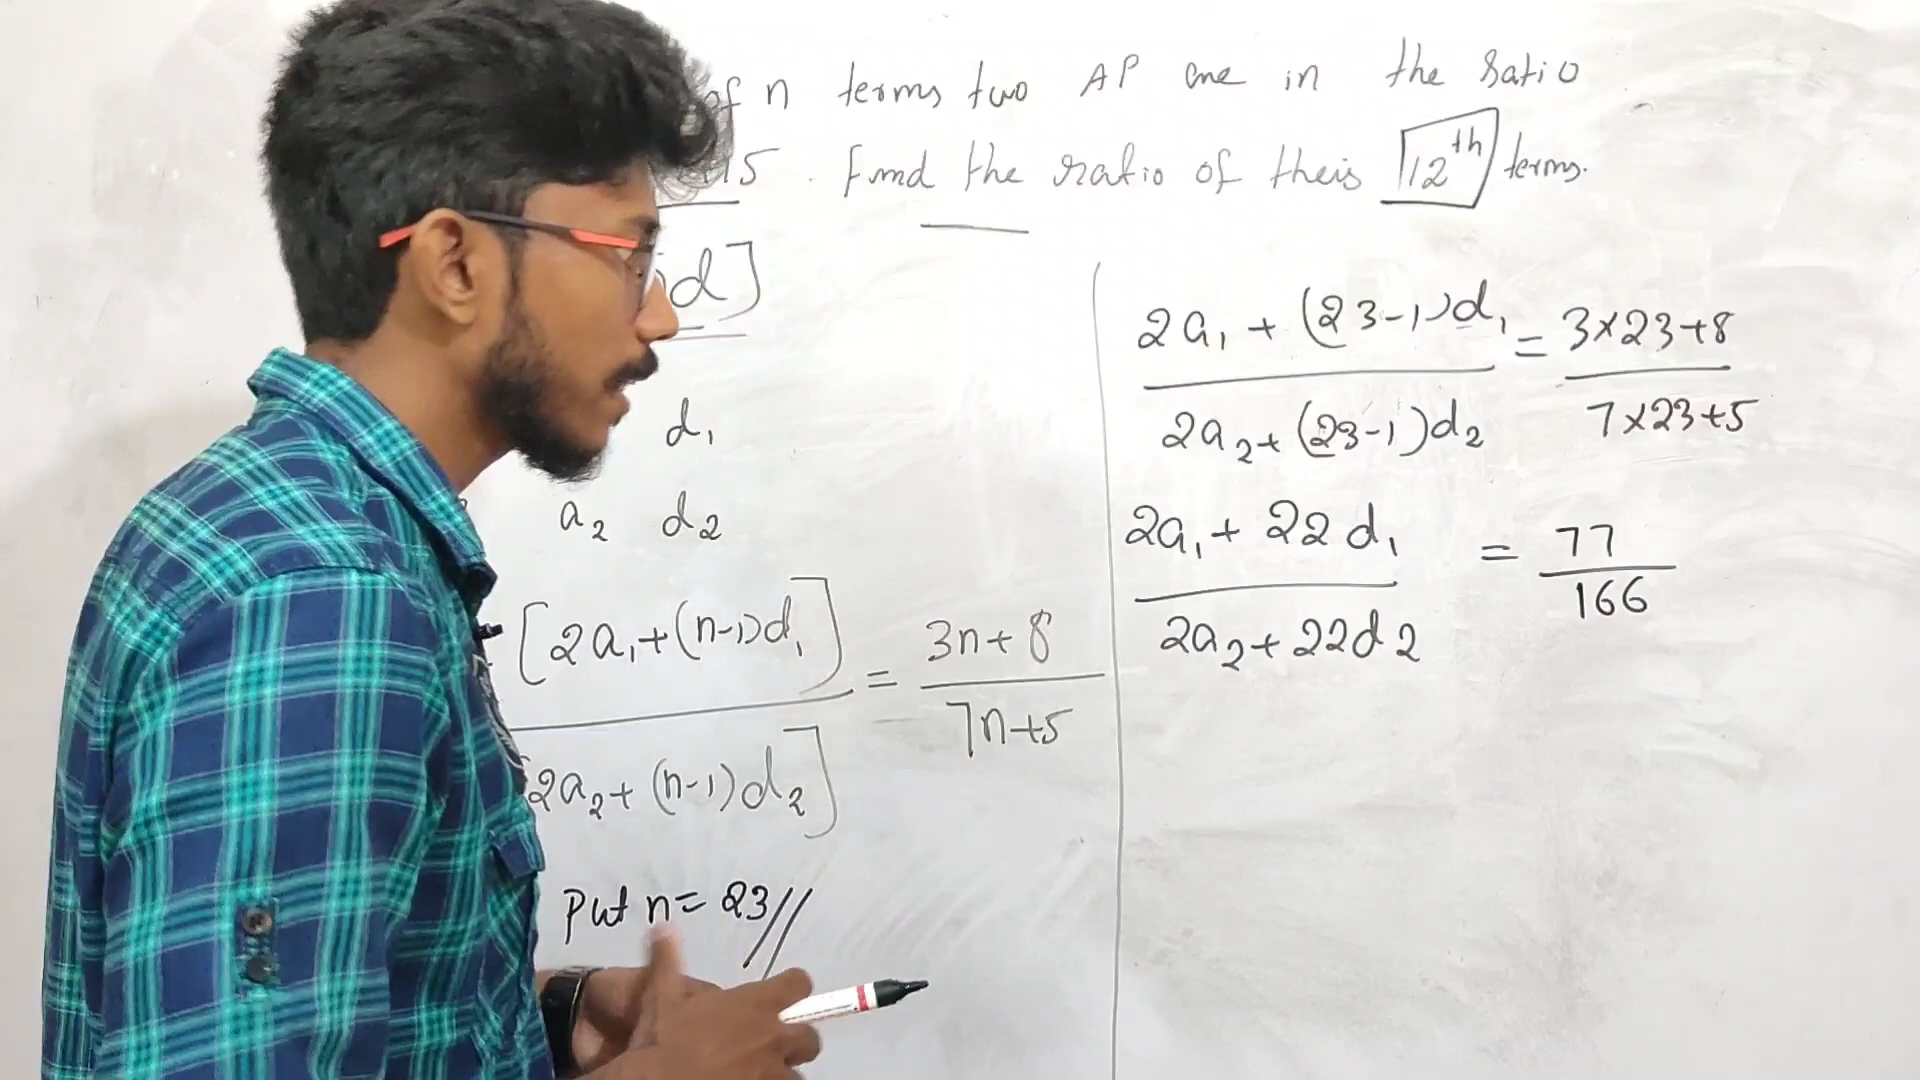 of n terms two AP are in the ratio
15. Find the ratio of their 12th terms.
d]
d₁
a₂ d₂
[2a₁+(n-1)d₁] = 3n+8
2a₂+(n-1)d₂] 7n+5
Put n=23//
2a₁+(23-1)d₁ = 3×23+8
2a₂+(23-1)d₂ 7×23+5
2a₁+22d₁ = 77
2a₂+22d2 166